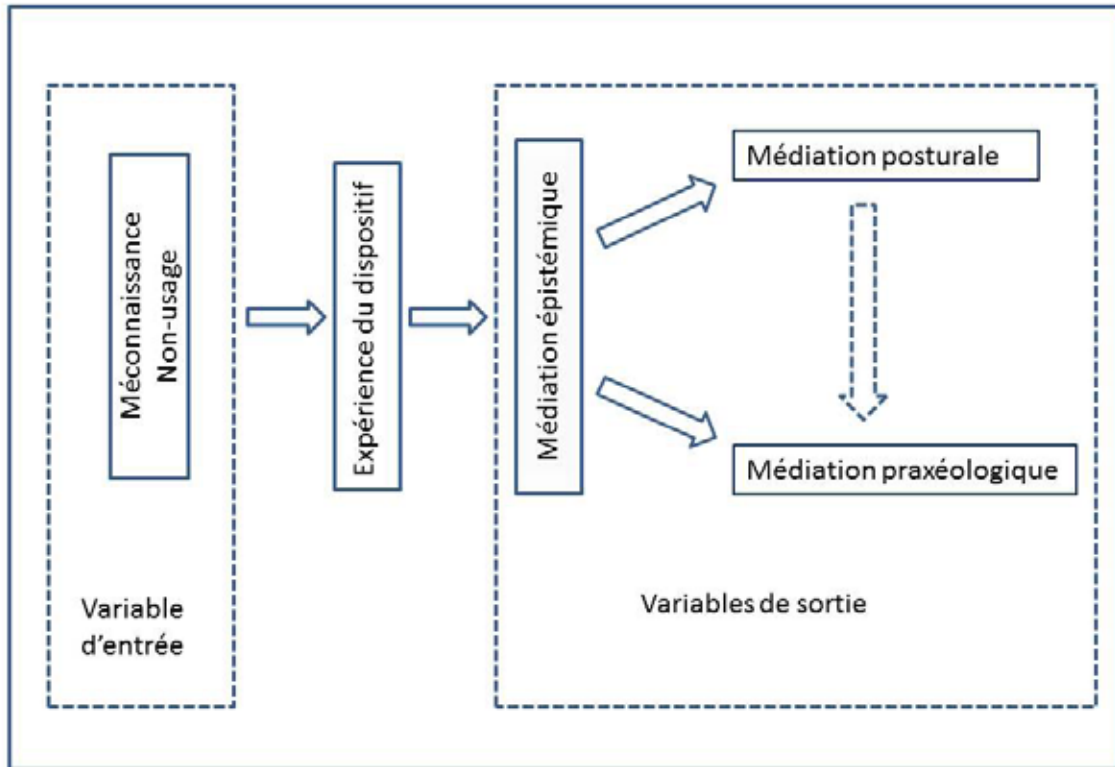 Méconnaissance
Non-usage
Variable
d'entrée
Expérience du dispositif
Médiation épistémique
Médiation posturale
Médiation praxéologique
Variables de sortie